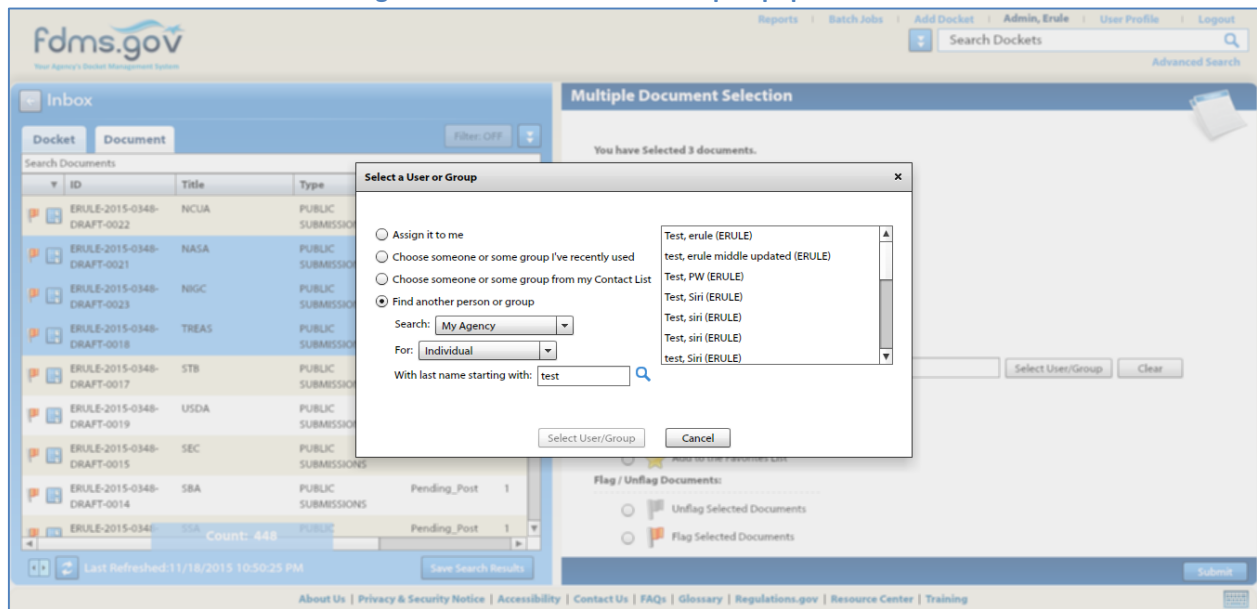 Reports | Batch Jobs | Add Docket | Admin, Erule | User Profile | Logout
fdms.gov
Your Agency's Docket Management System
Search Dockets
Advanced Search
Inbox
Docket Document
Filter: OFF
Search Documents
ID Title Type
ERULE-2015-0348-DRAFT-0022 NCUA PUBLIC
ERULE-2015-0348-DRAFT-0021 NASA PUBLIC
ERULE-2015-0348-DRAFT-0023 NIGC PUBLIC
ERULE-2015-0348-DRAFT-0018 TREAS PUBLIC
ERULE-2015-0348-DRAFT-0017 STB PUBLIC
ERULE-2015-0348-DRAFT-0019 USDA PUBLIC
ERULE-2015-0348-DRAFT-0015 SEC PUBLIC SUBMISSIONS
ERULE-2015-0348-DRAFT-0014 SBA PUBLIC SUBMISSIONS Pending_Post 1
SSA PUBLIC Pending_Post 1
Count: 448
Last Refreshed:11/18/2015 10:50:25 PM
Save Search Results
Multiple Document Selection
You have Selected 3 documents.
Select a User or Group x
Assign it to me
Choose someone or some group I've recently used
Choose someone or some group from my Contact List
Find another person or group
Search: My Agency
For: Individual
With last name starting with: test
Test, erule (ERULE)
test, erule middle updated (ERULE)
Test, PW (ERULE)
Test, Siri (ERULE)
Test, siri (ERULE)
Test, siri (ERULE)
test, Siri (ERULE)
Select User/Group Cancel
Select User/Group Clear
Add to the Favorites List
Flag / Unflag Documents:
Unflag Selected Documents
Flag Selected Documents
Submit
About Us | Privacy & Security Notice | Accessibility | Contact Us | FAQs | Glossary | Regulations.gov | Resource Center | Training